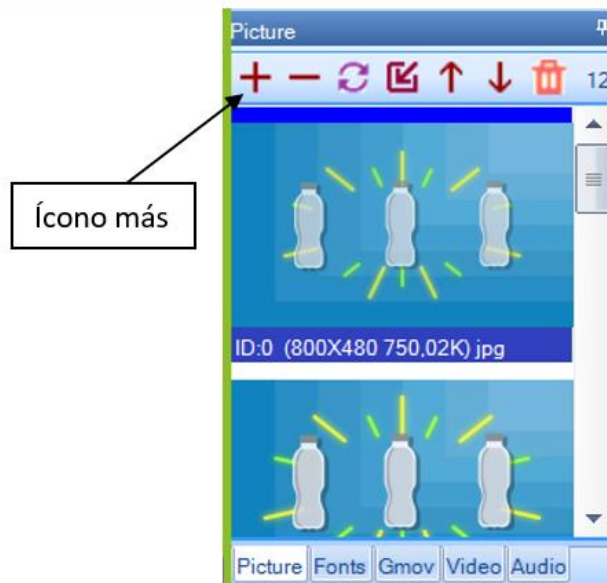 Picture
12
Ícono más
ID:0 (800X480 750,02K) jpg
Picture Fonts Gmov Video Audio